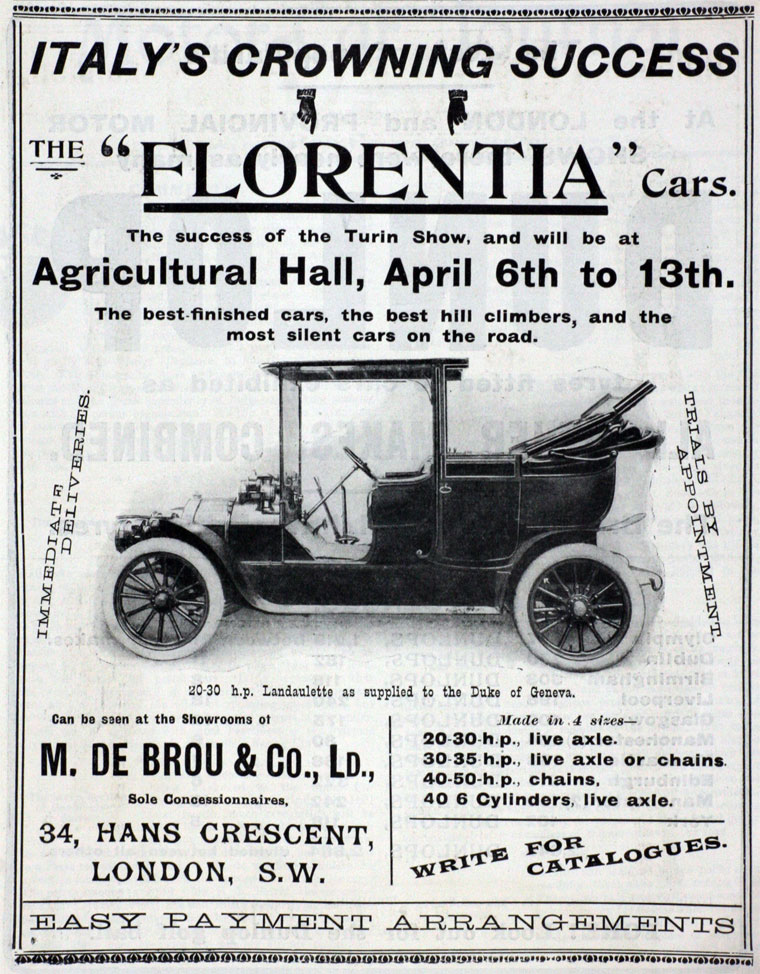 ITALY'S CROWNING SUCCESS
THE "FLORENTIA" Cars.
The success of the Turin Show, and will be at
Agricultural Hall, April 6th to 13th.
The best-finished cars, the best hill climbers, and the
most silent cars on the road.
IMMEDIATE
DELIVERIES.
TRIALS BY
APPOINTMENT
20-30 h.p. Landaulette as supplied to the Duke of Geneva.
Can be seen at the Showrooms of
M. DE BROU & CO., LD.,
Sole Concessionnaires,
34, HANS CRESCENT,
LONDON, S.W.
Made in 4 sizes—
20-30-h.p., live axle.
30-35-h.p., live axle or chains.
40-50-h.p., chains,
40 6 Cylinders, live axle.
WRITE FOR
CATALOGUES.
EASY PAYMENT ARRANGEMENTS